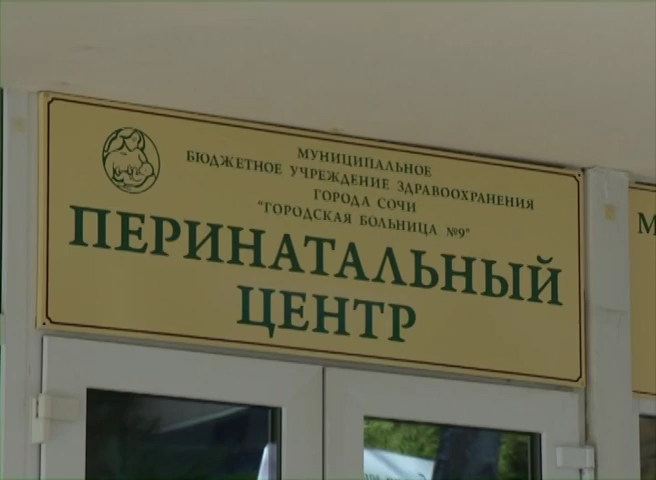 МУНИЦИПАЛЬНОЕ
БЮДЖЕТНОЕ УЧРЕЖДЕНИЕ ЗДРАВООХРАНЕНИЯ
ГОРОДА СОЧИ
"ГОРОДСКАЯ БОЛЬНИЦА №9"
ПЕРИНАТАЛЬНЫЙ
ЦЕНТР
М